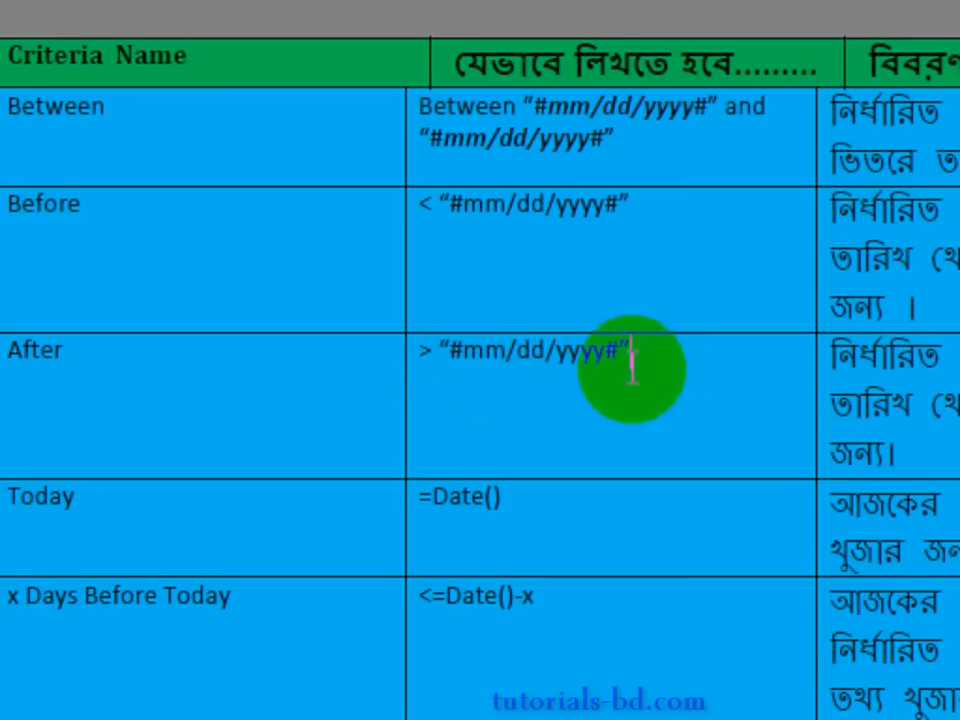 Criteria Name
যেভাবে লিখতে হবে.........
Between
Between “#mm/dd/yyyy#” and
“#mm/dd/yyyy#”
নির্ধারিত
ভিতরে
Before
< “#mm/dd/yyyy#”
নির্ধারিত
তারিখ
জন্য ।
After
> “#mm/dd/yyyy#”
নির্ধারিত
তারিখ
জন্য।
Today
=Date()
আজকের
খুজার
x Days Before Today
<=Date()-x
আজকের
নির্ধারিত
তথ্য
tutorials-bd.com